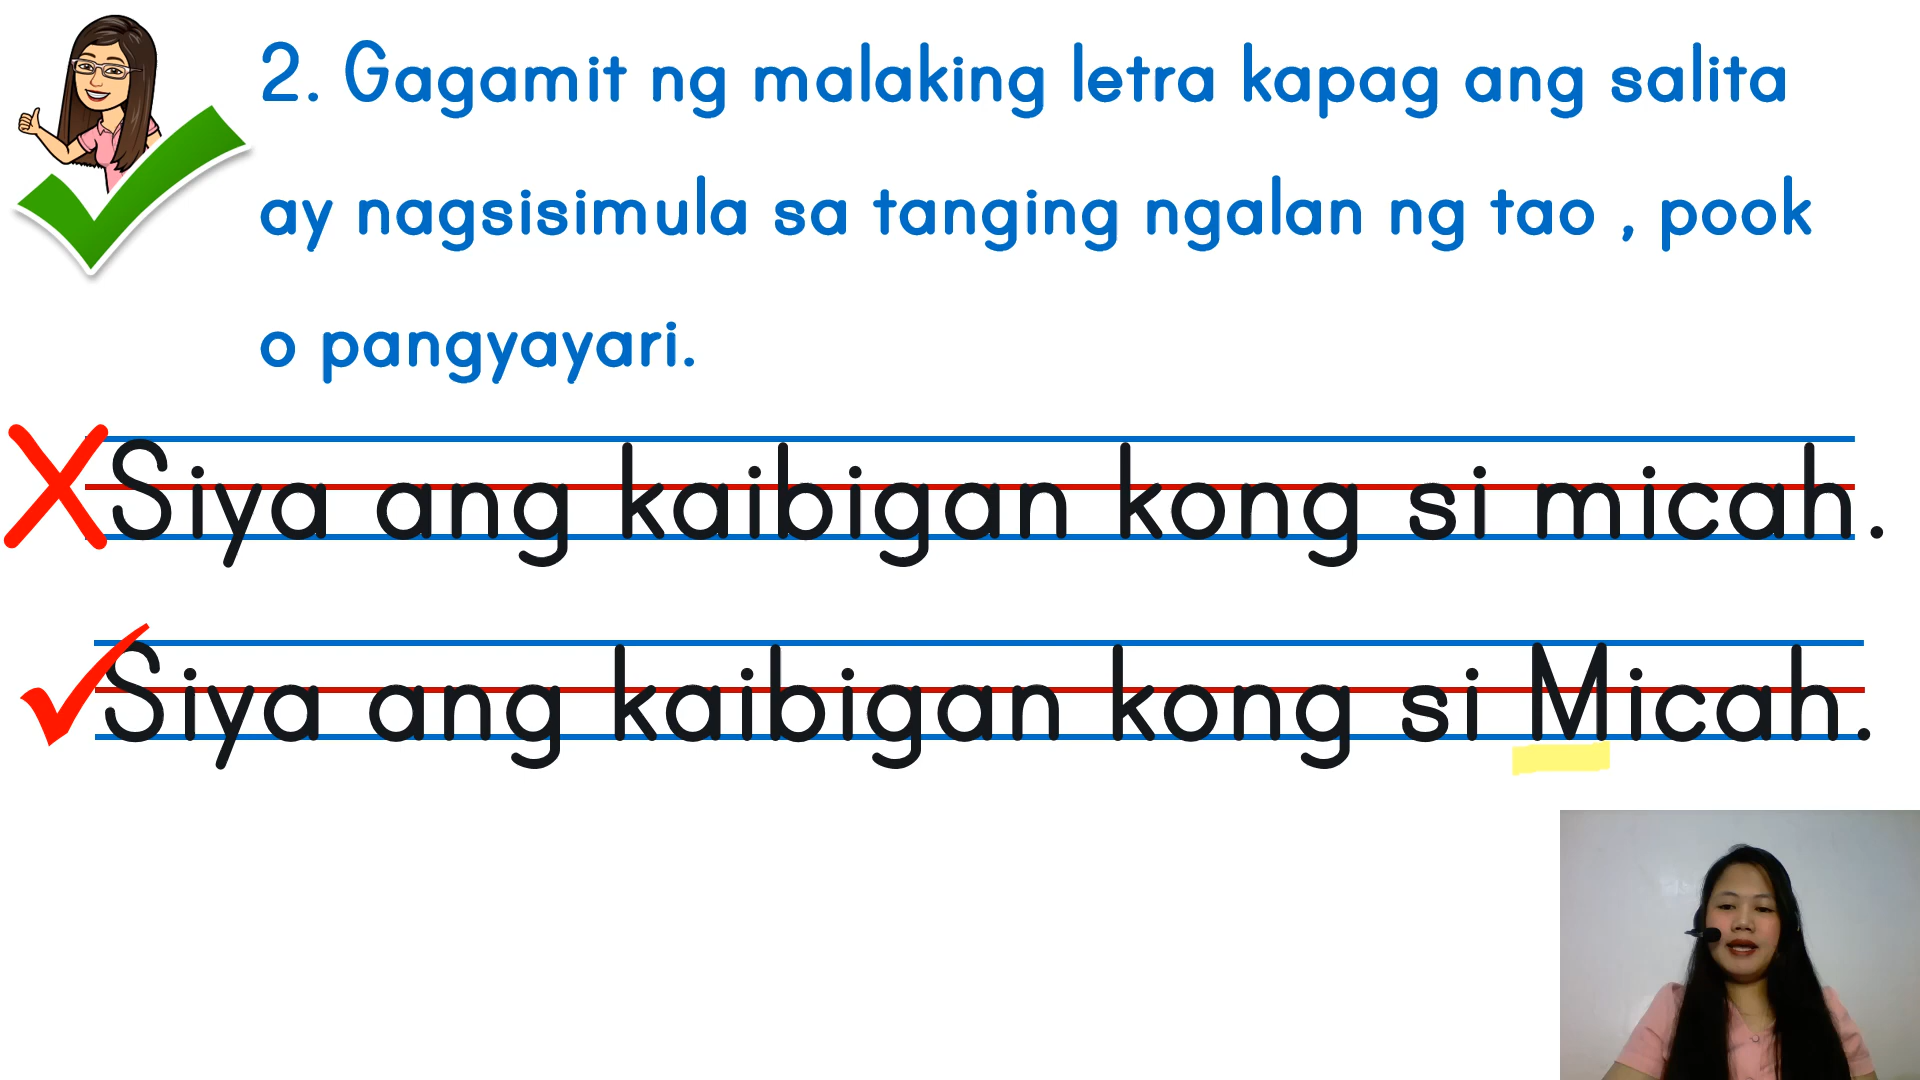 2. Gagamit ng malaking letra kapag ang salita
ay nagsisimula sa tanging ngalan ng tao , pook
o pangyayari.
Siya ang kaibigan kong si micah.
Siya ang kaibigan kong si Micah.